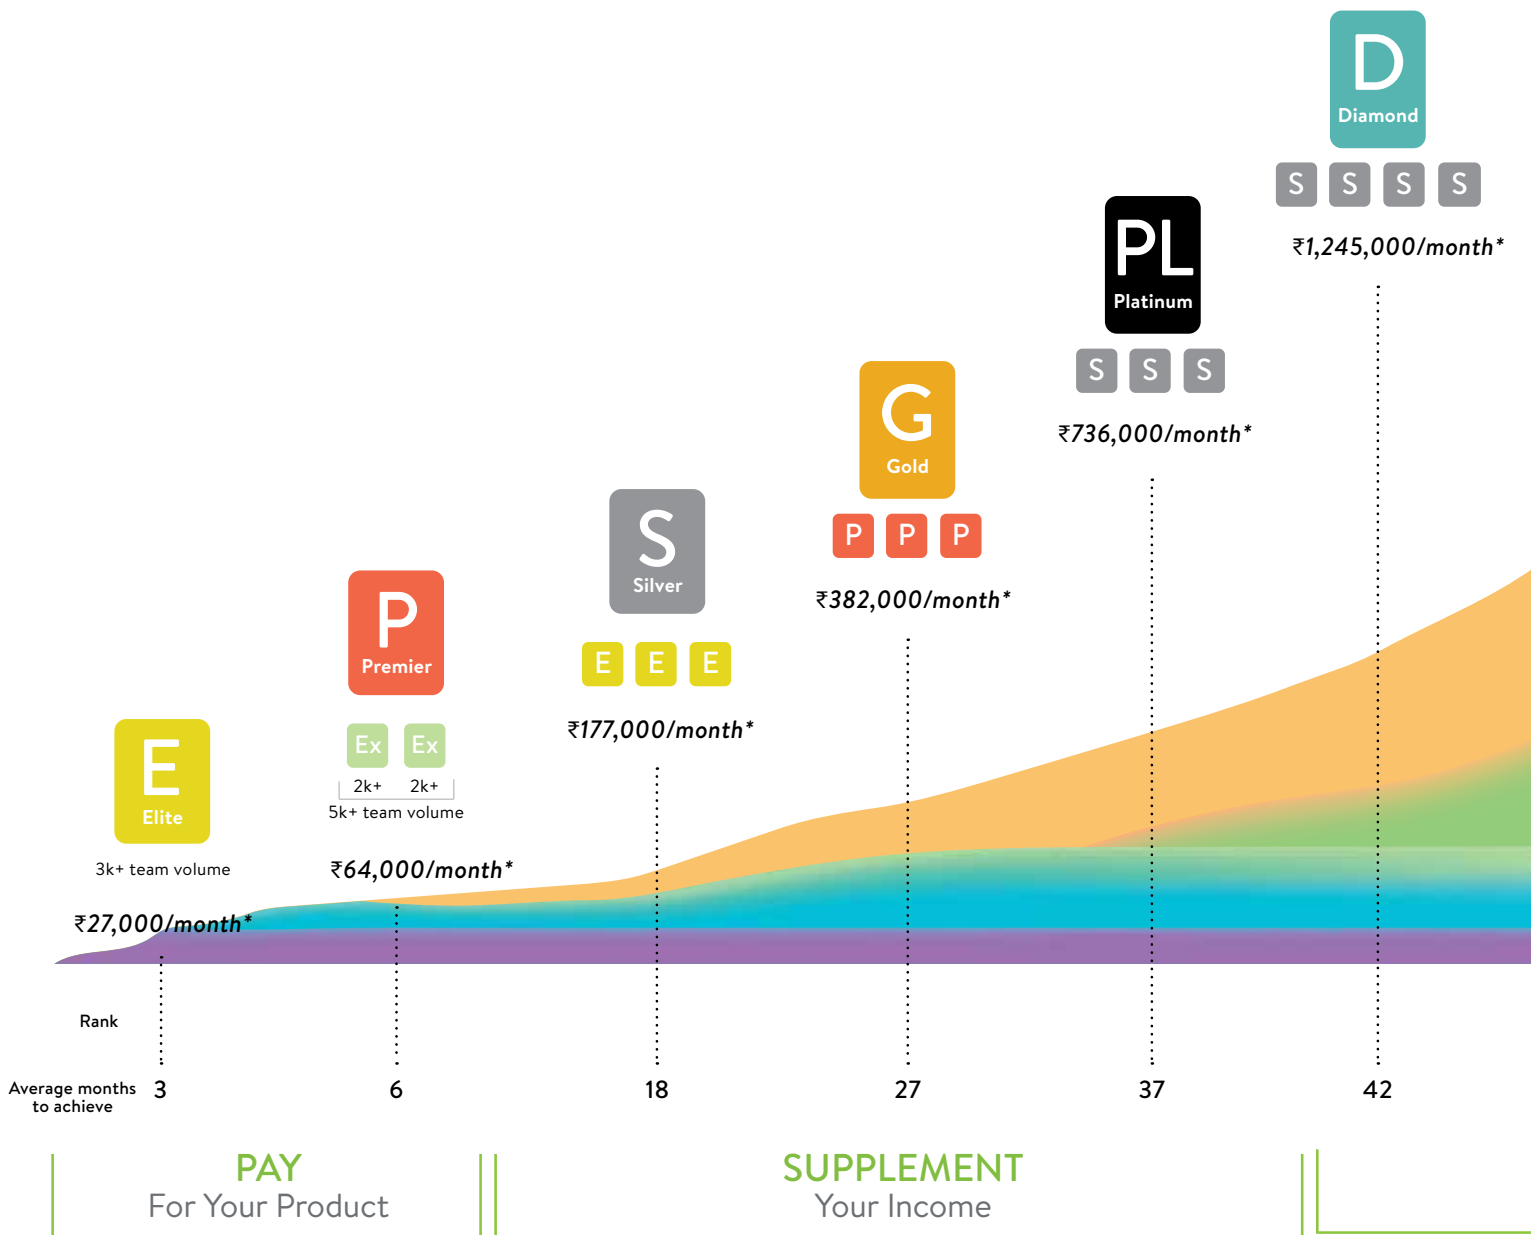 D
Diamond
S S S S
₹1,245,000/month*
PL
Platinum
S S S
₹736,000/month*
G
Gold
P P P
₹382,000/month*
S
Silver
E E E
₹177,000/month*
P
Premier
Ex Ex
2k+ 2k+
5k+ team volume
₹64,000/month*
E
Elite
3k+ team volume
₹27,000/month*
Rank
Average months
to achieve
3 6 18 27 37 42
PAY
For Your Product
SUPPLEMENT
Your Income